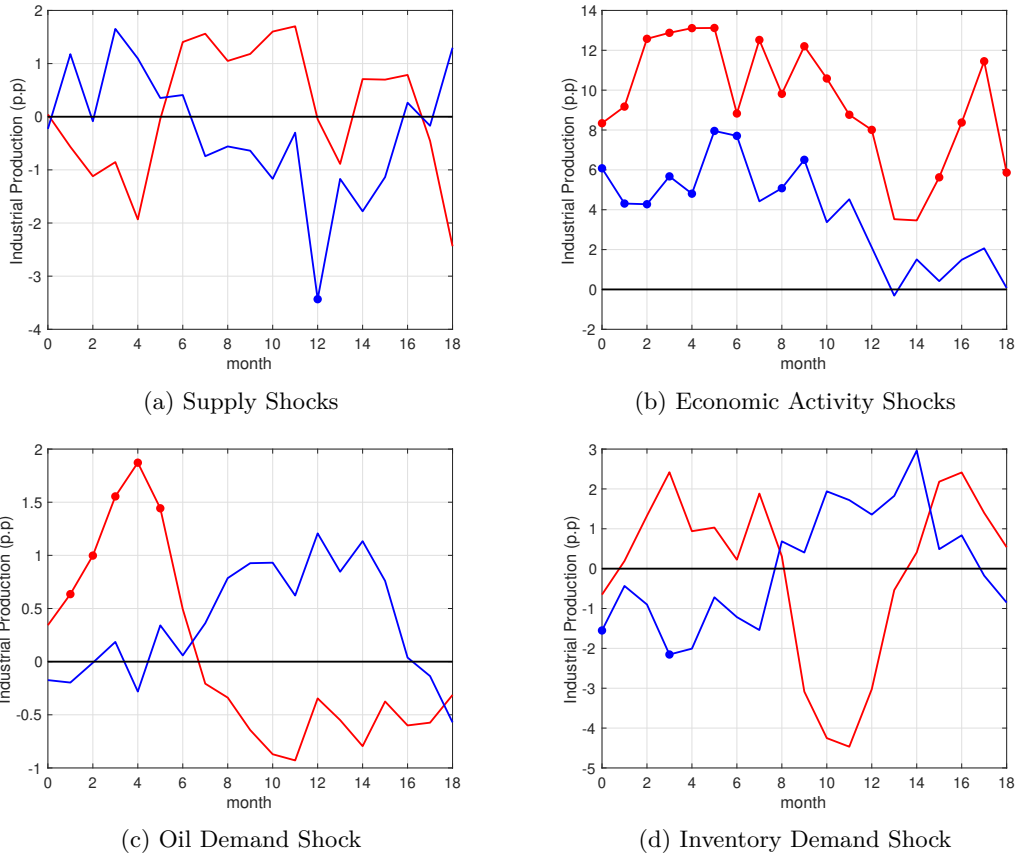 2
1
0
-1
-2
-3
-4
Industrial Production (p.p)
0 2 4 6 8 10 12 14 16 18
month
(a) Supply Shocks
14
12
10
8
6
4
2
0
-2
Industrial Production (p.p)
0 2 4 6 8 10 12 14 16 18
month
(b) Economic Activity Shocks
2
1.5
1
0.5
0
-0.5
-1
Industrial Production (p.p)
0 2 4 6 8 10 12 14 16 18
month
(c) Oil Demand Shock
3
2
1
0
-1
-2
-3
-4
-5
Industrial Production (p.p)
0 2 4 6 8 10 12 14 16 18
month
(d) Inventory Demand Shock